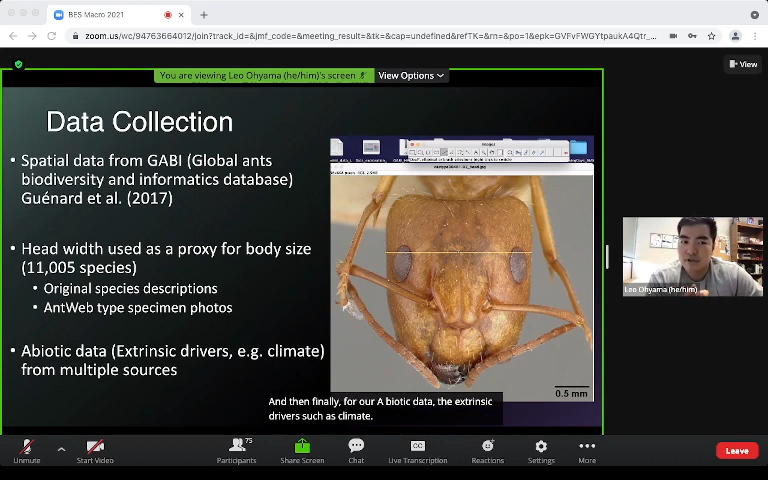 BES Macro 2021
zoom.us/wc/94763664012/join?track_id=&jmf_code=&meeting_result=&tk=&cap=undefined&refTK=&rn=&po=1&epk=GVFvFWGYtpaukA4Qtr_...
You are viewing Leo Ohyama (he/him)'s screen
View Options
View
Data Collection
• Spatial data from GABI (Global ants
biodiversity and informatics database)
Guénard et al. (2017)
• Head width used as a proxy for body size
(11,005 species)
• Original species descriptions
• AntWeb type specimen photos
• Abiotic data (Extrinsic drivers, e.g. climate)
from multiple sources
0.5 mm
Leo Ohyama (he/him)
And then finally, for our A biotic data, the extrinsic
drivers such as climate.
Unmute
Start Video
75
Participants
Share Screen
Chat
CC
Live Transcription
Reactions
Settings
More
Leave